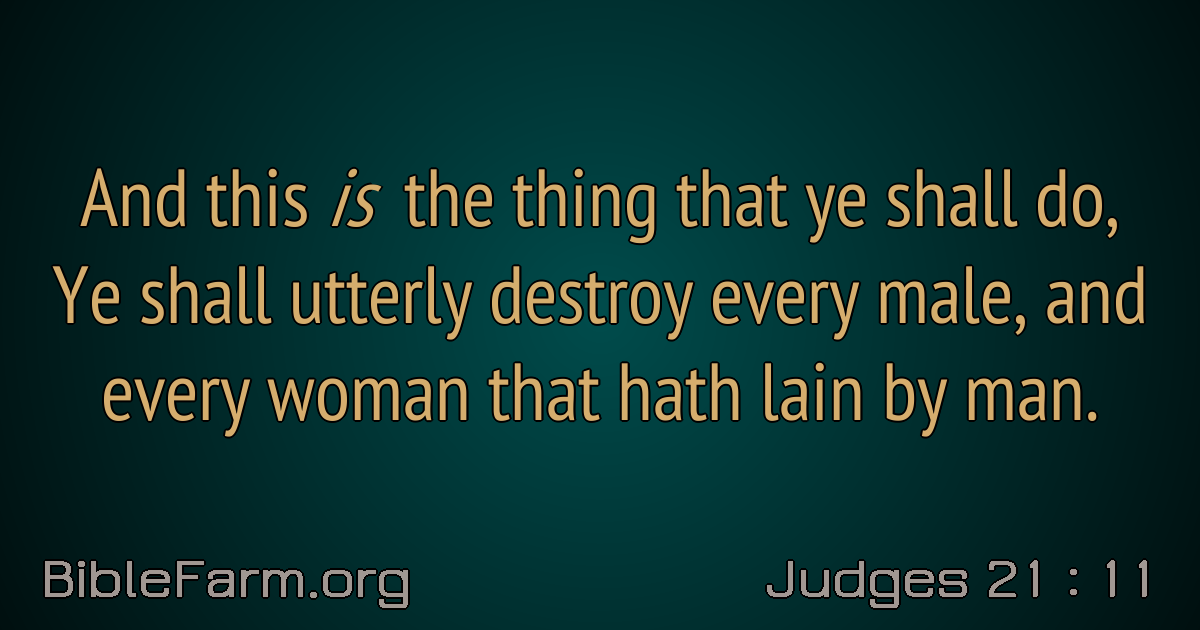 And this is the thing that ye shall do,
Ye shall utterly destroy every male, and
every woman that hath lain by man.
BibleFarm.org
Judges 21 : 11